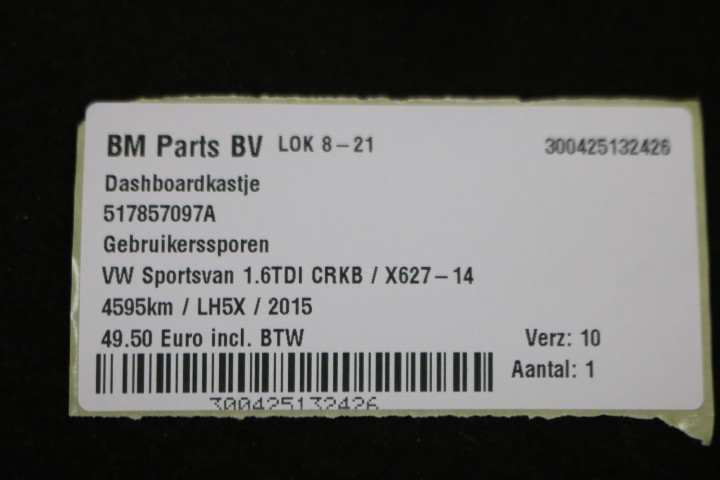 BM Parts BV LOK 8-21 300425132426
Dashboardkastje
517857097A
Gebruikerssporen
VW Sportsvan 1.6TDI CRKB / X627-14
4595km / LH5X / 2015
49.50 Euro incl. BTW Verz: 10
Aantal: 1
300425132426